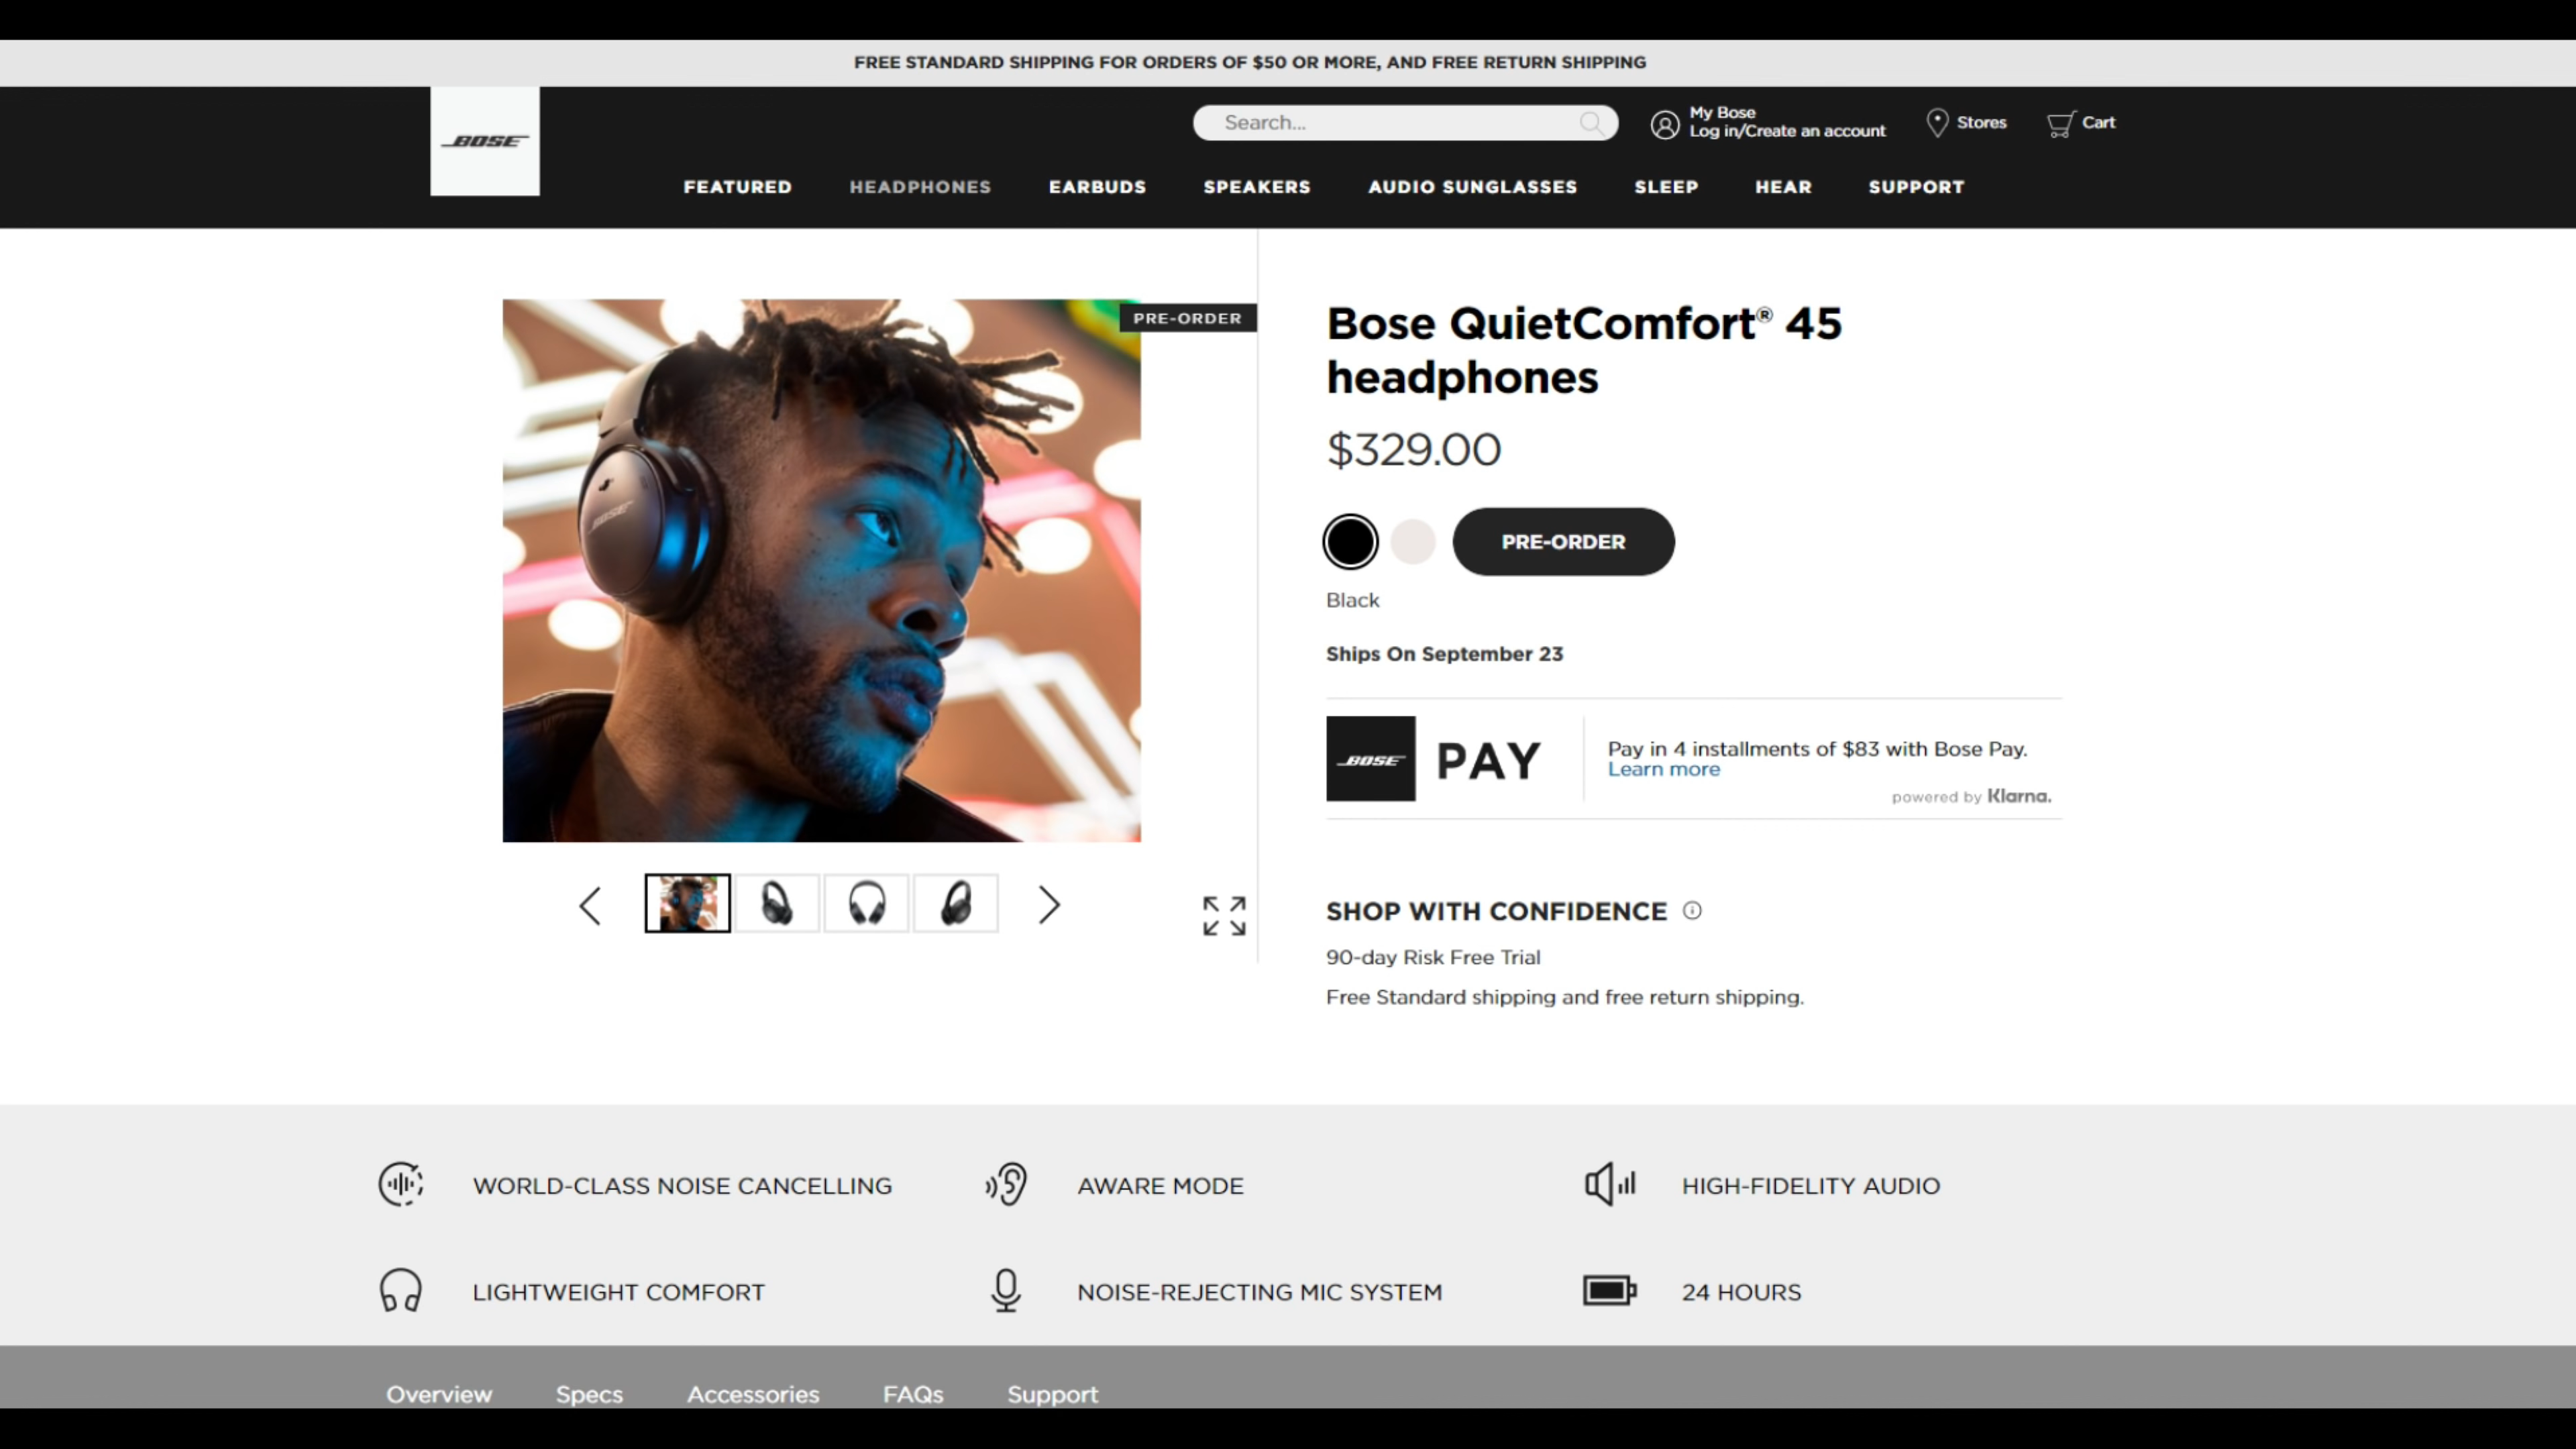 FREE STANDARD SHIPPING FOR ORDERS OF $50 OR MORE, AND FREE RETURN SHIPPING
BOSE
Search...
My Bose
Log in/Create an account
Stores
Cart
FEATURED HEADPHONES EARBUDS SPEAKERS AUDIO SUNGLASSES SLEEP HEAR SUPPORT
PRE-ORDER
BOSE
Bose QuietComfort® 45
headphones
$329.00
PRE-ORDER
Black
Ships On September 23
BOSE PAY
Pay in 4 installments of $83 with Bose Pay.
Learn more
powered by Klarna.
SHOP WITH CONFIDENCE
90-day Risk Free Trial
Free Standard shipping and free return shipping.
WORLD-CLASS NOISE CANCELLING
AWARE MODE
HIGH-FIDELITY AUDIO
LIGHTWEIGHT COMFORT
NOISE-REJECTING MIC SYSTEM
24 HOURS
Overview Specs Accessories FAQs Support